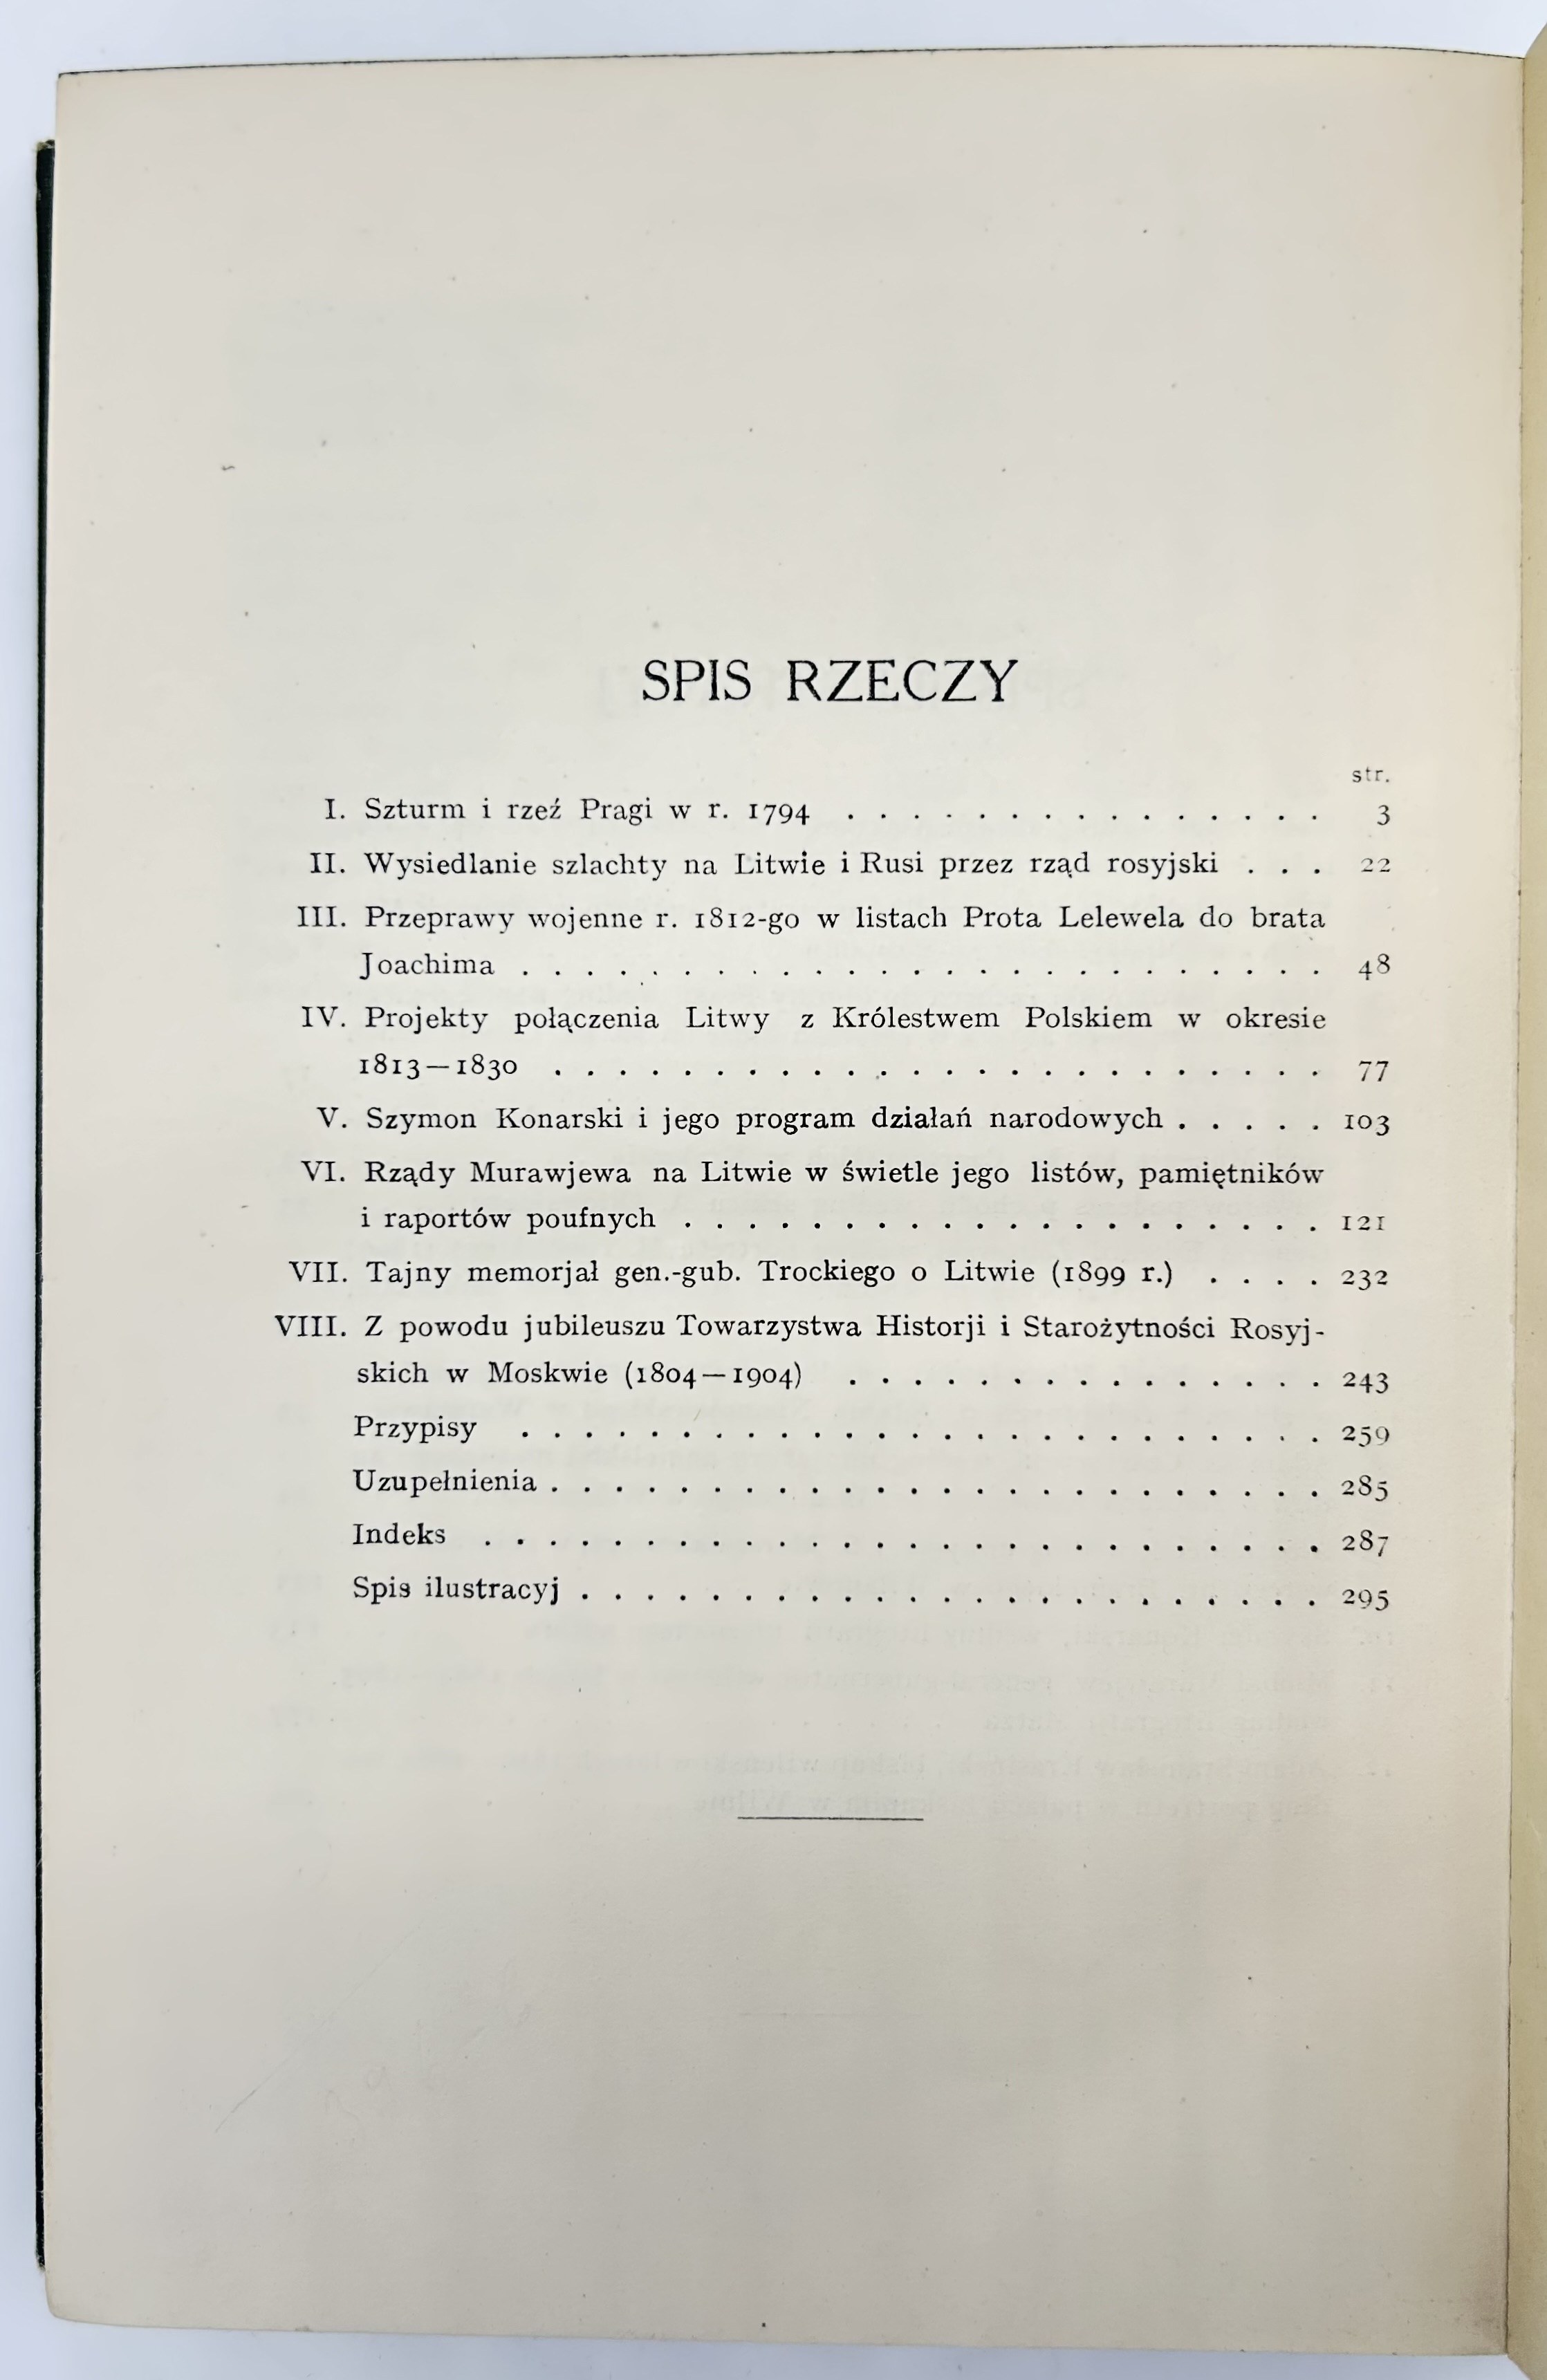 SPIS RZECZY
str.
I. Szturm i rzeź Pragi w r. 1794 . . . . . . . . . . . . . . . 3
II. Wysiedlanie szlachty na Litwie i Rusi przez rząd rosyjski . . . 22
III. Przeprawy wojenne r. 1812-go w listach Prota Lelewela do brata
Joachima . . . . . . . . . . . . . . . . . . . . . . . . . 48
IV. Projekty połączenia Litwy z Królestwem Polskiem w okresie
1813—1830 . . . . . . . . . . . . . . . . . . . . . . . . 77
V. Szymon Konarski i jego program działań narodowych . . . . . 103
VI. Rządy Murawjewa na Litwie w świetle jego listów, pamiętników
i raportów poufnych . . . . . . . . . . . . . . . . . . . . 121
VII. Tajny memorjał gen.-gub. Trockiego o Litwie (1899 r.) . . . . 232
VIII. Z powodu jubileuszu Towarzystwa Historji i Starożytności Rosyj-
skich w Moskwie (1804—1904) . . . . . . . . . . . . . . . 243
Przypisy . . . . . . . . . . . . . . . . . . . . . . . . . 259
Uzupełnienia . . . . . . . . . . . . . . . . . . . . . . . . 285
Indeks . . . . . . . . . . . . . . . . . . . . . . . . . . 287
Spis ilustracyj . . . . . . . . . . . . . . . . . . . . . . . 295